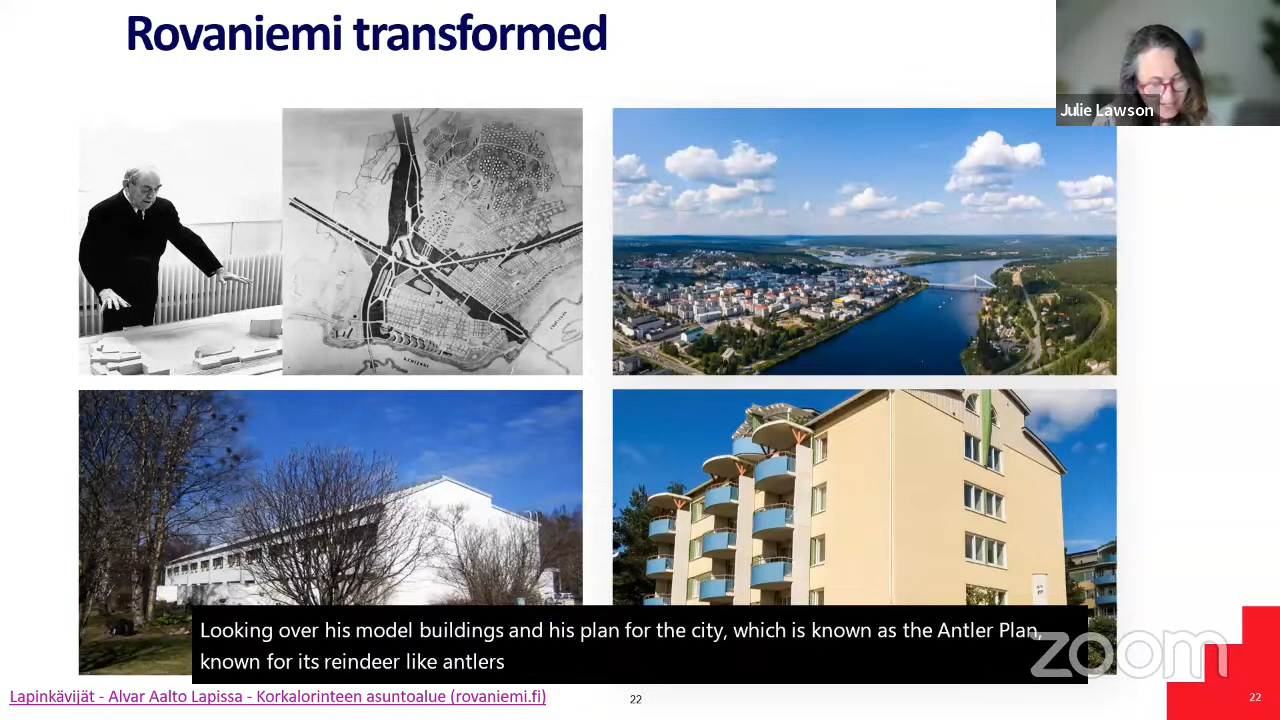 Rovaniemi transformed
Julie Lawson
Looking over his model buildings and his plan for the city, which is known as the Antler Plan,
known for its reindeer like antlers
zoom
Lapinkävijät - Alvar Aalto Lapissa - Korkalorinteen asuntoalue (rovaniemi.fi)
22
22